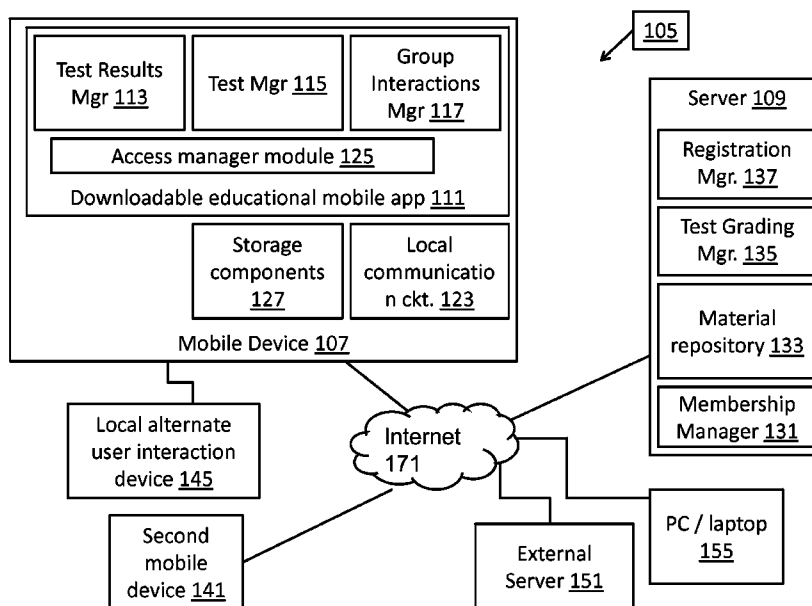 105
Test Results
Mgr 113
Test Mgr 115
Group
Interactions
Mgr 117
Access manager module 125
Downloadable educational mobile app 111
Storage
components
127
Local
communicatio
n ckt. 123
Mobile Device 107
Server 109
Registration
Mgr. 137
Test Grading
Mgr. 135
Material
repository 133
Membership
Manager 131
Local alternate
user interaction
device 145
Internet
171
Second
mobile
device 141
External
Server 151
PC / laptop
155